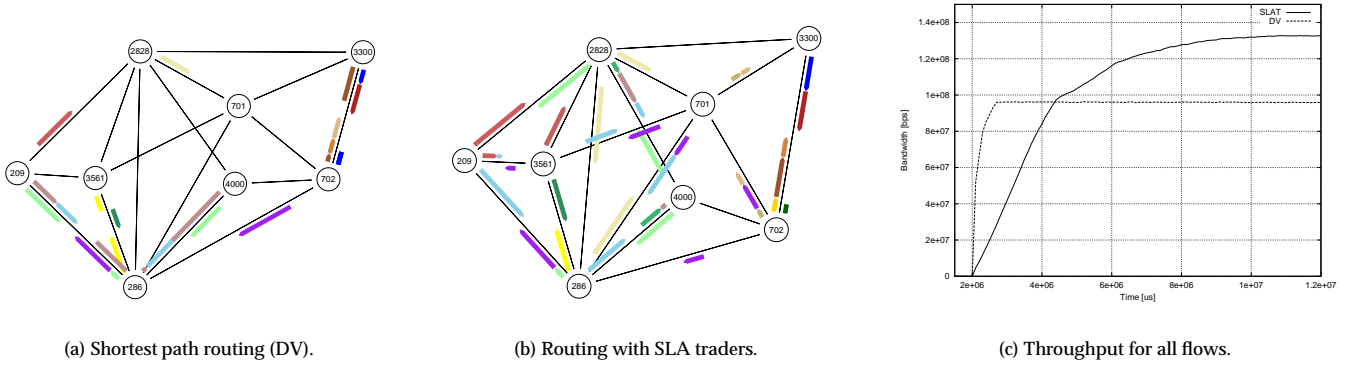 2828
3300
701
209
3561
4000
702
286
(a) Shortest path routing (DV).
2828
3300
701
209
3561
4000
702
286
(b) Routing with SLA traders.
SLAT
DV
1.4e+08
1.2e+08
1e+08
8e+07
6e+07
4e+07
2e+07
0
Bandwidth [bps]
2e+06 4e+06 6e+06 8e+06 1e+07 1.2e+07
Time [us]
(c) Throughput for all flows.